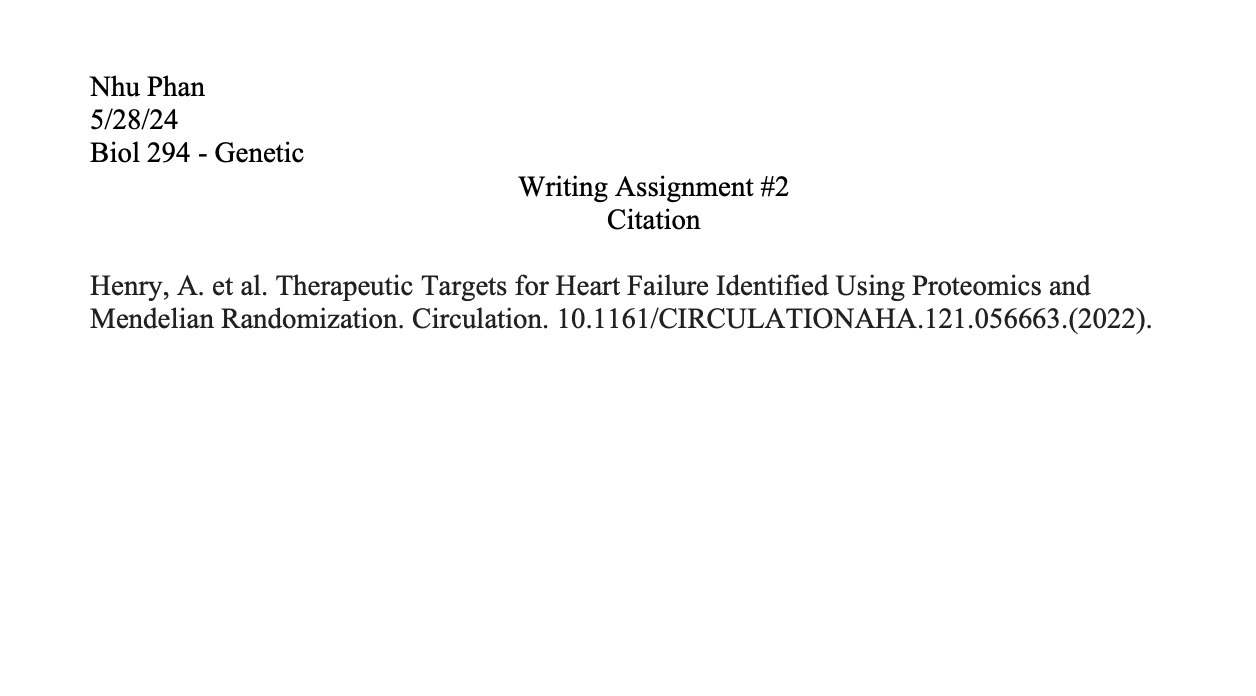 Nhu Phan
5/28/24
Biol 294 - Genetic
Writing Assignment #2
Citation
Henry, A. et al. Therapeutic Targets for Heart Failure Identified Using Proteomics and
Mendelian Randomization. Circulation. 10.1161/CIRCULATIONAHA.121.056663.(2022).